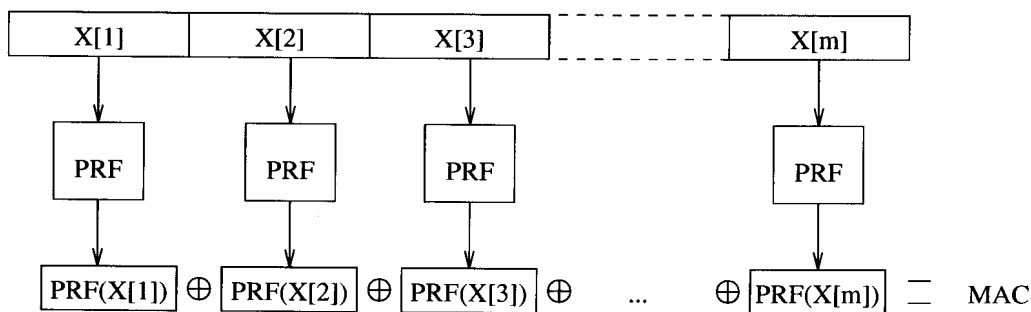 X[1] X[2] X[3] X[m]
PRF PRF PRF PRF
PRF(X[1]) ⊕ PRF(X[2]) ⊕ PRF(X[3]) ⊕ ... ⊕ PRF(X[m]) = MAC